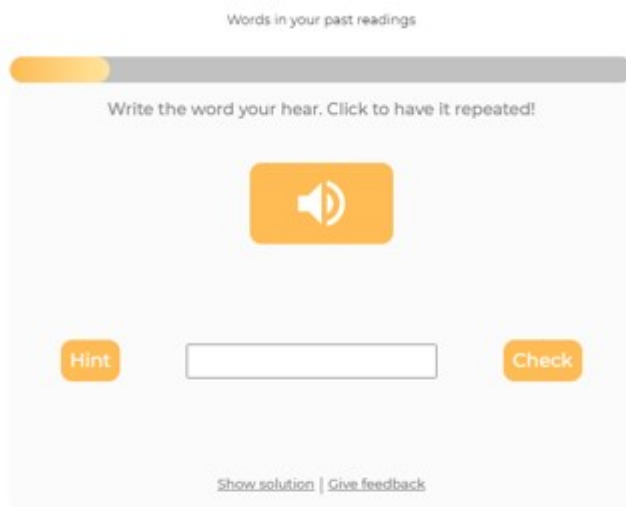 Words in your past readings
Write the word your hear. Click to have it repeated!
Hint
Check
Show solution | Give feedback